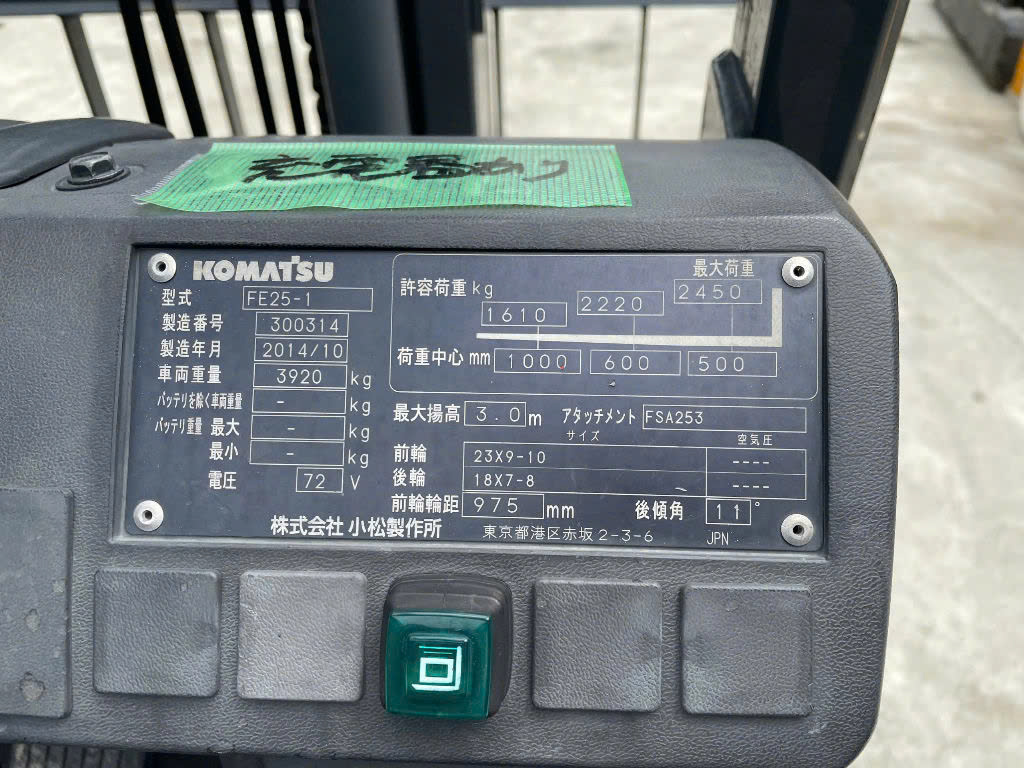 充電器あり
KOMATSU
型式 FE25-1
製造番号 300314
製造年月 2014/10
車両重量 3920 kg
バッテリを除く車両重量 - kg
バッテリ重量 最大 - kg
最小 - kg
電圧 72 V
最大荷重
許容荷重 kg 1610 2220 2450
荷重中心 mm 1000 600 500
最大揚高 3.0 m アタッチメント FSA253
サイズ 空気圧
前輪 23X9-10 ----
後輪 18X7-8 ----
前輪輪距 975 mm 後傾角 11°
株式会社 小松製作所 東京都港区赤坂2-3-6 JPN